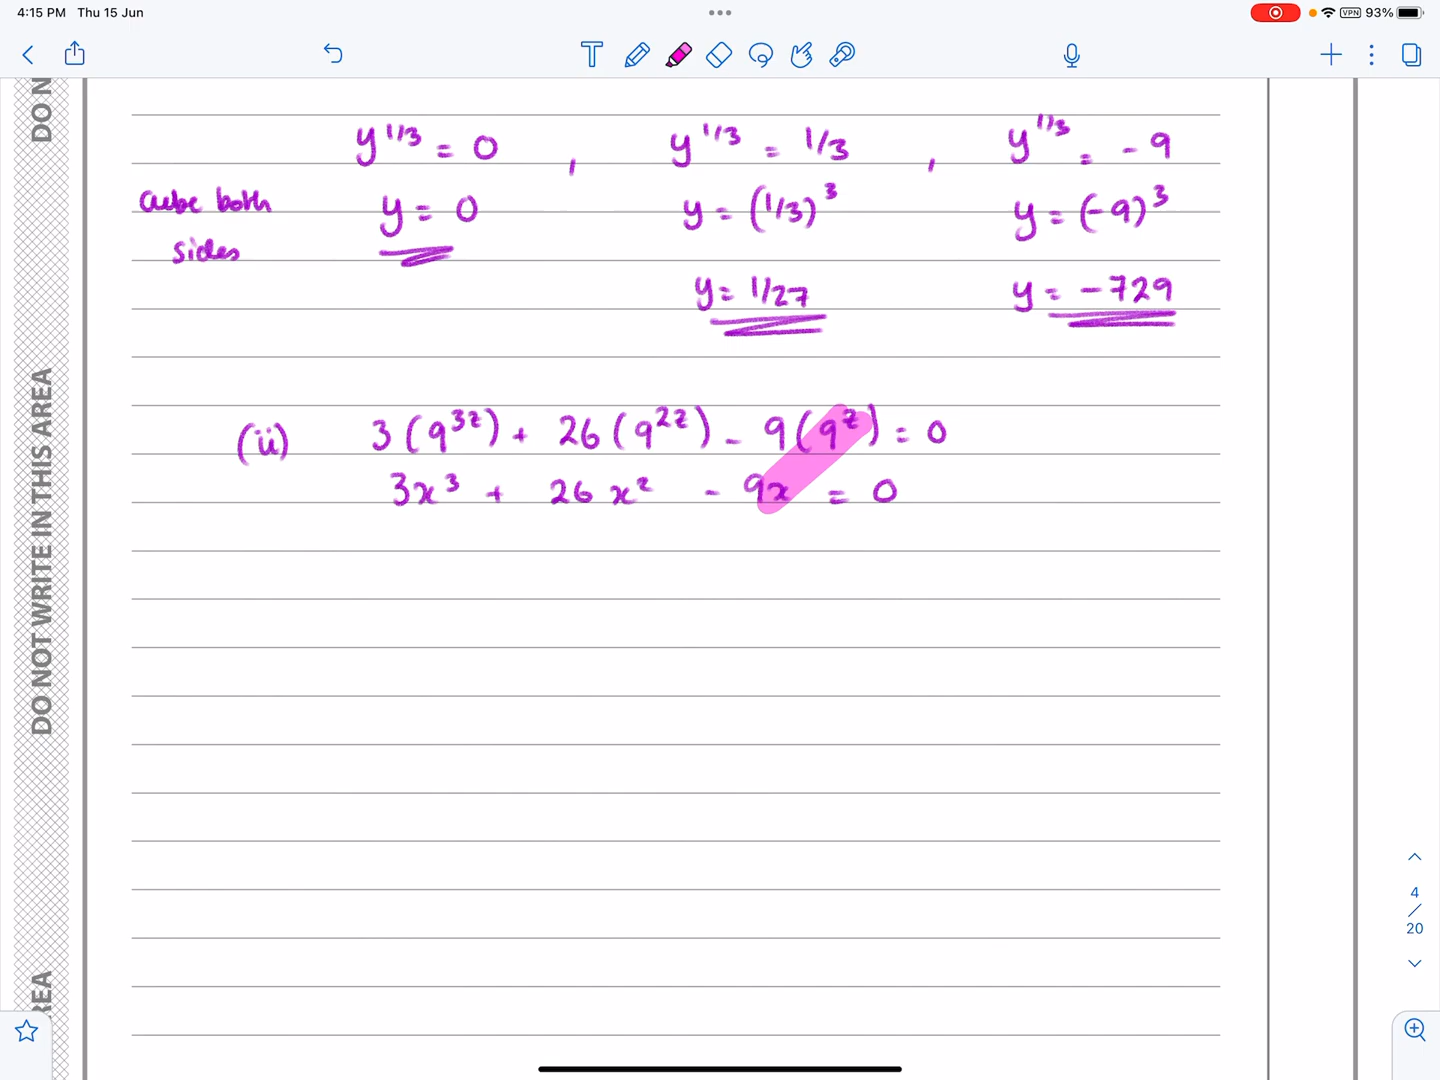 4:15 PM Thu 15 Jun
VPN 93%
T
DO N
y^{1/3} = 0 , y^{1/3} = 1/3 , y^{1/3} = -9
cube both y = 0 y = (1/3)^3 y = (-9)^3
sides
y = 1/27 y = -729
(ii) 3(9^{3z}) + 26(9^{2z}) - 9(9^z) = 0
3x^3 + 26x^2 - 9x = 0
DO NOT WRITE IN THIS AREA
4
/
20
REA